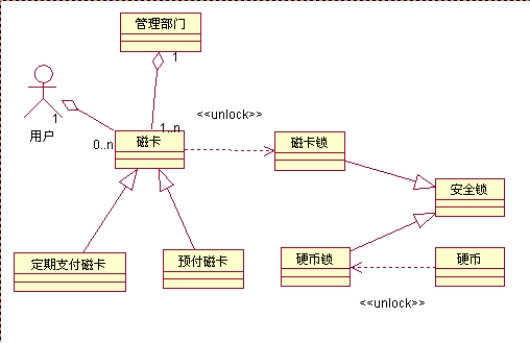 管理部门
1
用户
1
0..n
1..n
磁卡
<<unlock>>
磁卡锁
安全锁
定期支付磁卡
预付磁卡
硬币锁
硬币
<<unlock>>